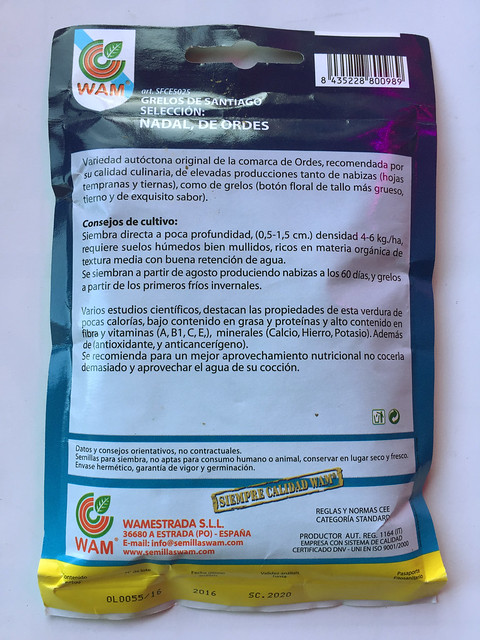 WAM®
8 435228 800989
art. SFCE5025
GRELOS DE SANTIAGO
SELECCIÓN:
NADAL, DE ORDES
Variedad autóctona original de la comarca de Ordes, recomendada por
su calidad culinaria, de elevadas producciones tanto de nabizas (hojas
tempranas y tiernas), como de grelos (botón floral de tallo más grueso,
tierno y de exquisito sabor).
Consejos de cultivo:
Siembra directa a poca profundidad, (0,5-1,5 cm.) densidad 4-6 kg./ha,
requiere suelos húmedos bien mullidos, ricos en materia orgánica de
textura media con buena retención de agua.
Se siembran a partir de agosto produciendo nabizas a los 60 días, y grelos
a partir de los primeros fríos invernales.
Varios estudios científicos, destacan las propiedades de esta verdura de
pocas calorías, bajo contenido en grasa y proteínas y alto contenido en
fibra y vitaminas (A, B1, C, E,), minerales (Calcio, Hierro, Potasio). Además
de (antioxidante, y anticancerígeno).
Se recomienda para un mejor aprovechamiento nutricional no cocerla
demasiado y aprovechar el agua de su cocción.
Datos y consejos orientativos, no contractuales.
Semillas para siembra, no aptas para consumo humano o animal, conservar en lugar seco y fresco.
Envase hermético, garantía de vigor y germinación.
SIEMPRE CALIDAD WAM
WAM®
WAMESTRADA S.L.L.
36680 A ESTRADA (PO) - ESPAÑA
E-mail: info@semillaswam.com
www.semillaswam.com
REGLAS Y NORMAS CEE
CATEGORÍA STANDARD
PRODUCTOR AUT. REG. 1164 (IT)
EMPRESA CON SISTEMA DE CALIDAD
CERTIFICADO DNV - UNI EN ISO 9001/2000
OL0055/16 2016 SC.2020